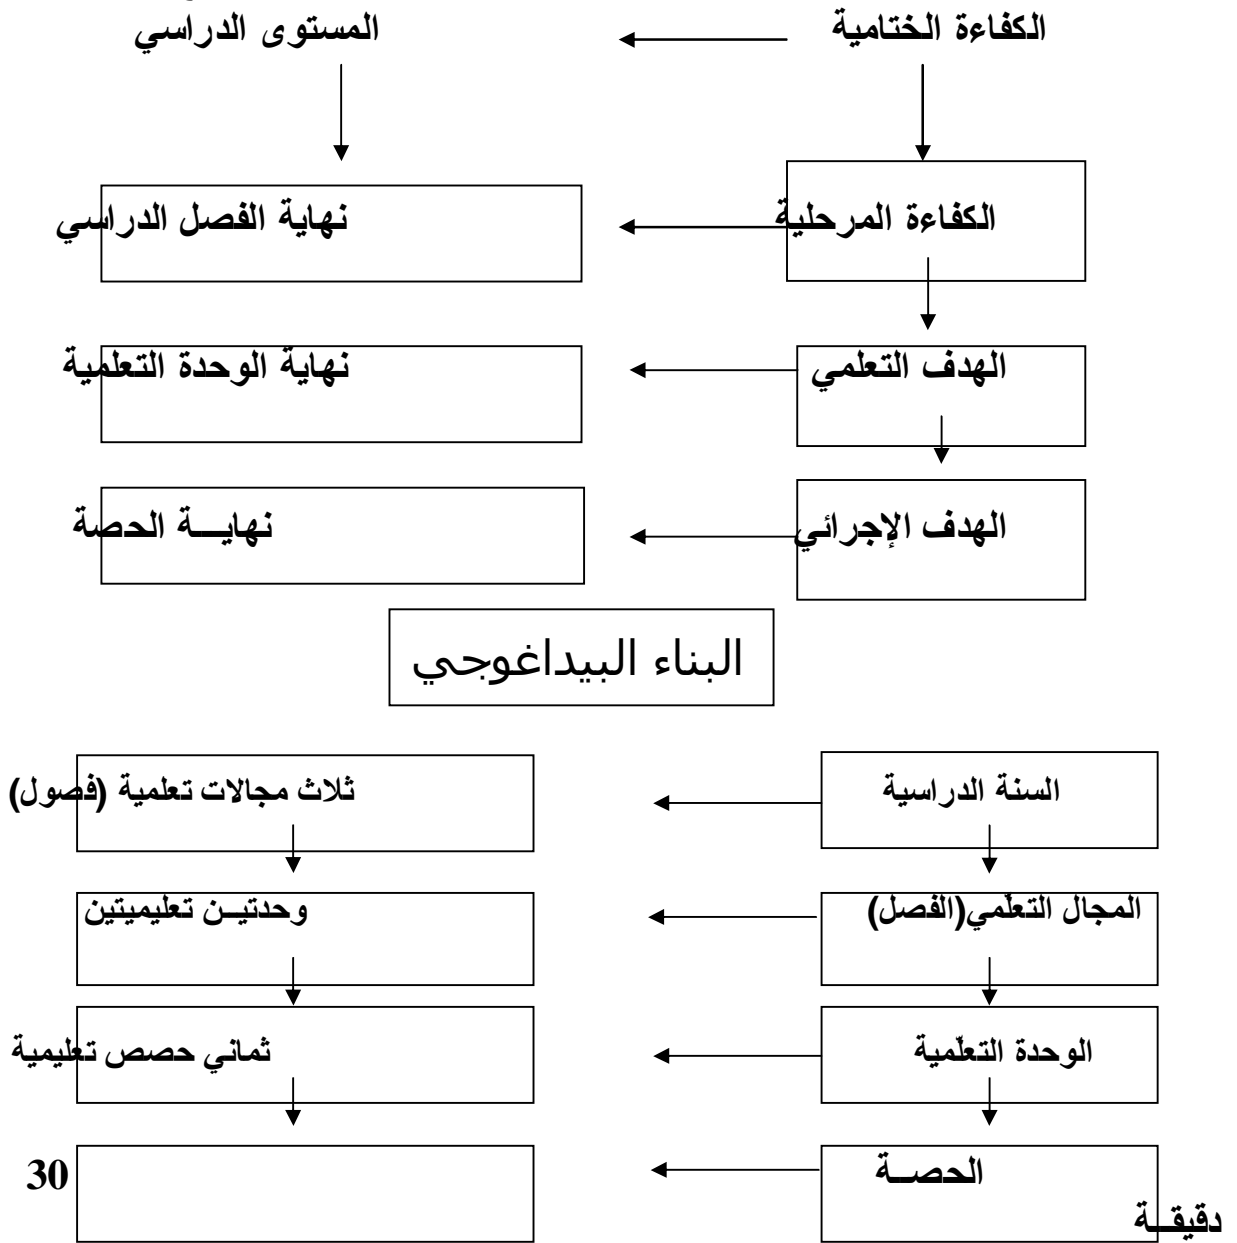 الكفاءة الختامية المستوى الدراسي
الكفاءة المرحلية نهاية الفصل الدراسي
الهدف التعلمي نهاية الوحدة التعلمية
الهدف الإجرائي نهايـــة الحصة
البناء البيداغوجي
السنة الدراسية ثلاث مجالات تعلمية (فصول)
المجال التعلّمي(الفصل) وحدتيــن تعليميتين
الوحدة التعلّمية ثماني حصص تعليمية
الحصــة 30
دقيقــة